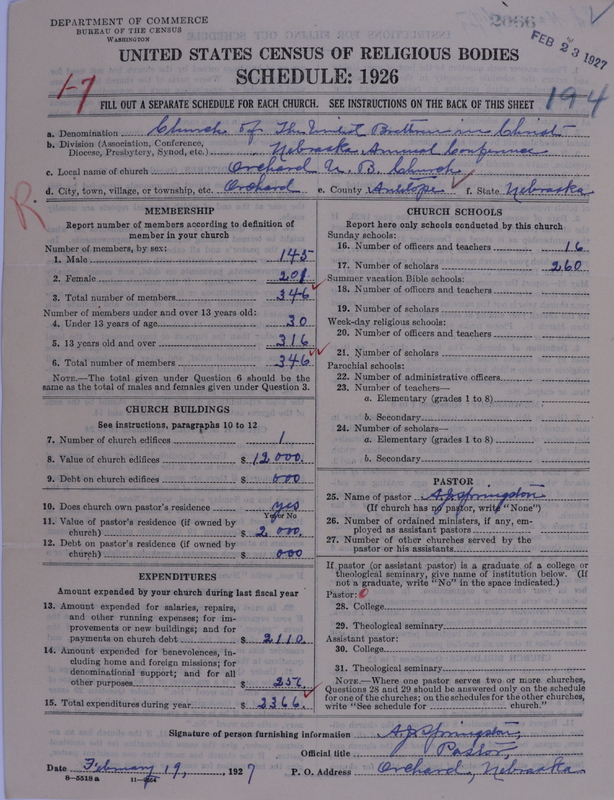 DEPARTMENT OF COMMERCE
BUREAU OF THE CENSUS
WASHINGTON
2066
FEB 23 1927
UNITED STATES CENSUS OF RELIGIOUS BODIES
SCHEDULE: 1926
1-7
194
FILL OUT A SEPARATE SCHEDULE FOR EACH CHURCH. SEE INSTRUCTIONS ON THE BACK OF THIS SHEET
a. Denomination Church of The United Brethren in Christ
b. Division (Association, Conference, Diocese, Presbytery, Synod, etc.) Nebraska Annual Conference
c. Local name of church Orchard U. B. Church
d. City, town, village, or township, etc. Orchard e. County Antelope f. State Nebraska
R.
MEMBERSHIP
Report number of members according to definition of
member in your church
Number of members, by sex:
1. Male 145
2. Female 201
3. Total number of members 346
Number of members under and over 13 years old:
4. Under 13 years of age 30
5. 13 years old and over 316
6. Total number of members 346
NOTE.—The total given under Question 6 should be the
same as the total of males and females given under Question 3.
CHURCH BUILDINGS
See instructions, paragraphs 10 to 12
7. Number of church edifices 1
8. Value of church edifices $ 12000.
9. Debt on church edifices $ 000
10. Does church own pastor's residence yes
Yes or No
11. Value of pastor's residence (if owned by
church) $ 2000.
12. Debt on pastor's residence (if owned by
church) $ 000
EXPENDITURES
Amount expended by your church during last fiscal year
13. Amount expended for salaries, repairs,
and other running expenses; for im-
provements or new buildings; and for
payments on church debt $ 2110
14. Amount expended for benevolences, in-
cluding home and foreign missions; for
denominational support; and for all
other purposes $ 256.
15. Total expenditures during year $ 2366
CHURCH SCHOOLS
Report here only schools conducted by this church
Sunday schools:
16. Number of officers and teachers 16
17. Number of scholars 260
Summer vacation Bible schools:
18. Number of officers and teachers
19. Number of scholars
Week-day religious schools:
20. Number of officers and teachers
21. Number of scholars
Parochial schools:
22. Number of administrative officers
23. Number of teachers—
a. Elementary (grades 1 to 8)
b. Secondary
24. Number of scholars—
a. Elementary (grades 1 to 8)
b. Secondary
PASTOR
25. Name of pastor A. J. Springston
(If church has no pastor, write "None")
26. Number of ordained ministers, if any, em-
ployed as assistant pastors
27. Number of other churches served by the
pastor or his assistants
If pastor (or assistant pastor) is a graduate of a college or
theological seminary, give name of institution below. (If
not a graduate, write "No" in the space indicated.)
Pastor: 0
28. College
29. Theological seminary
Assistant pastor:
30. College
31. Theological seminary
NOTE.—Where one pastor serves two or more churches,
Questions 28 and 29 should be answered only on the schedule
for one of the churches; on the schedules for the other churches,
write "See schedule for church."
Signature of person furnishing information A. J. Springston,
Official title Pastor,
Date February 19, 1927 P. O. Address Orchard, Nebraska
8-5518 a